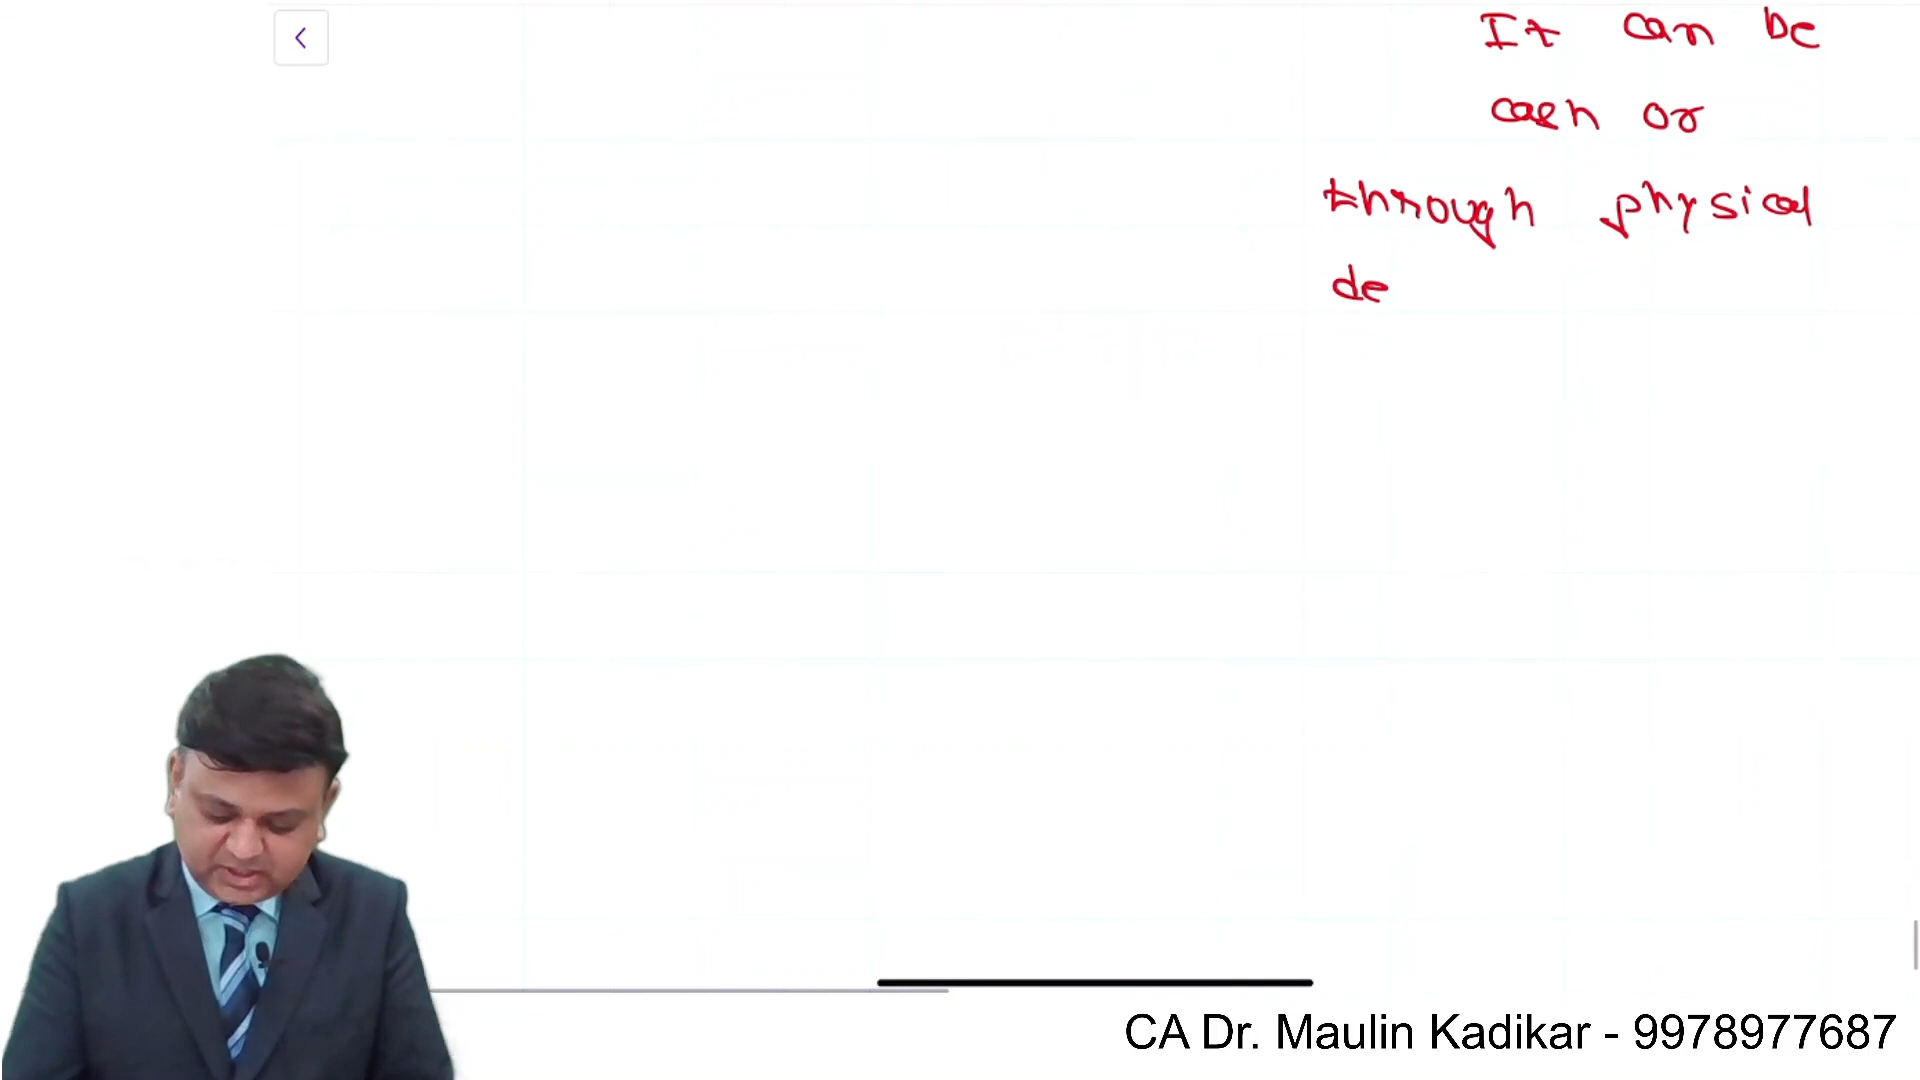 It can be
cash or
through physical
de
CA Dr. Maulin Kadikar - 9978977687